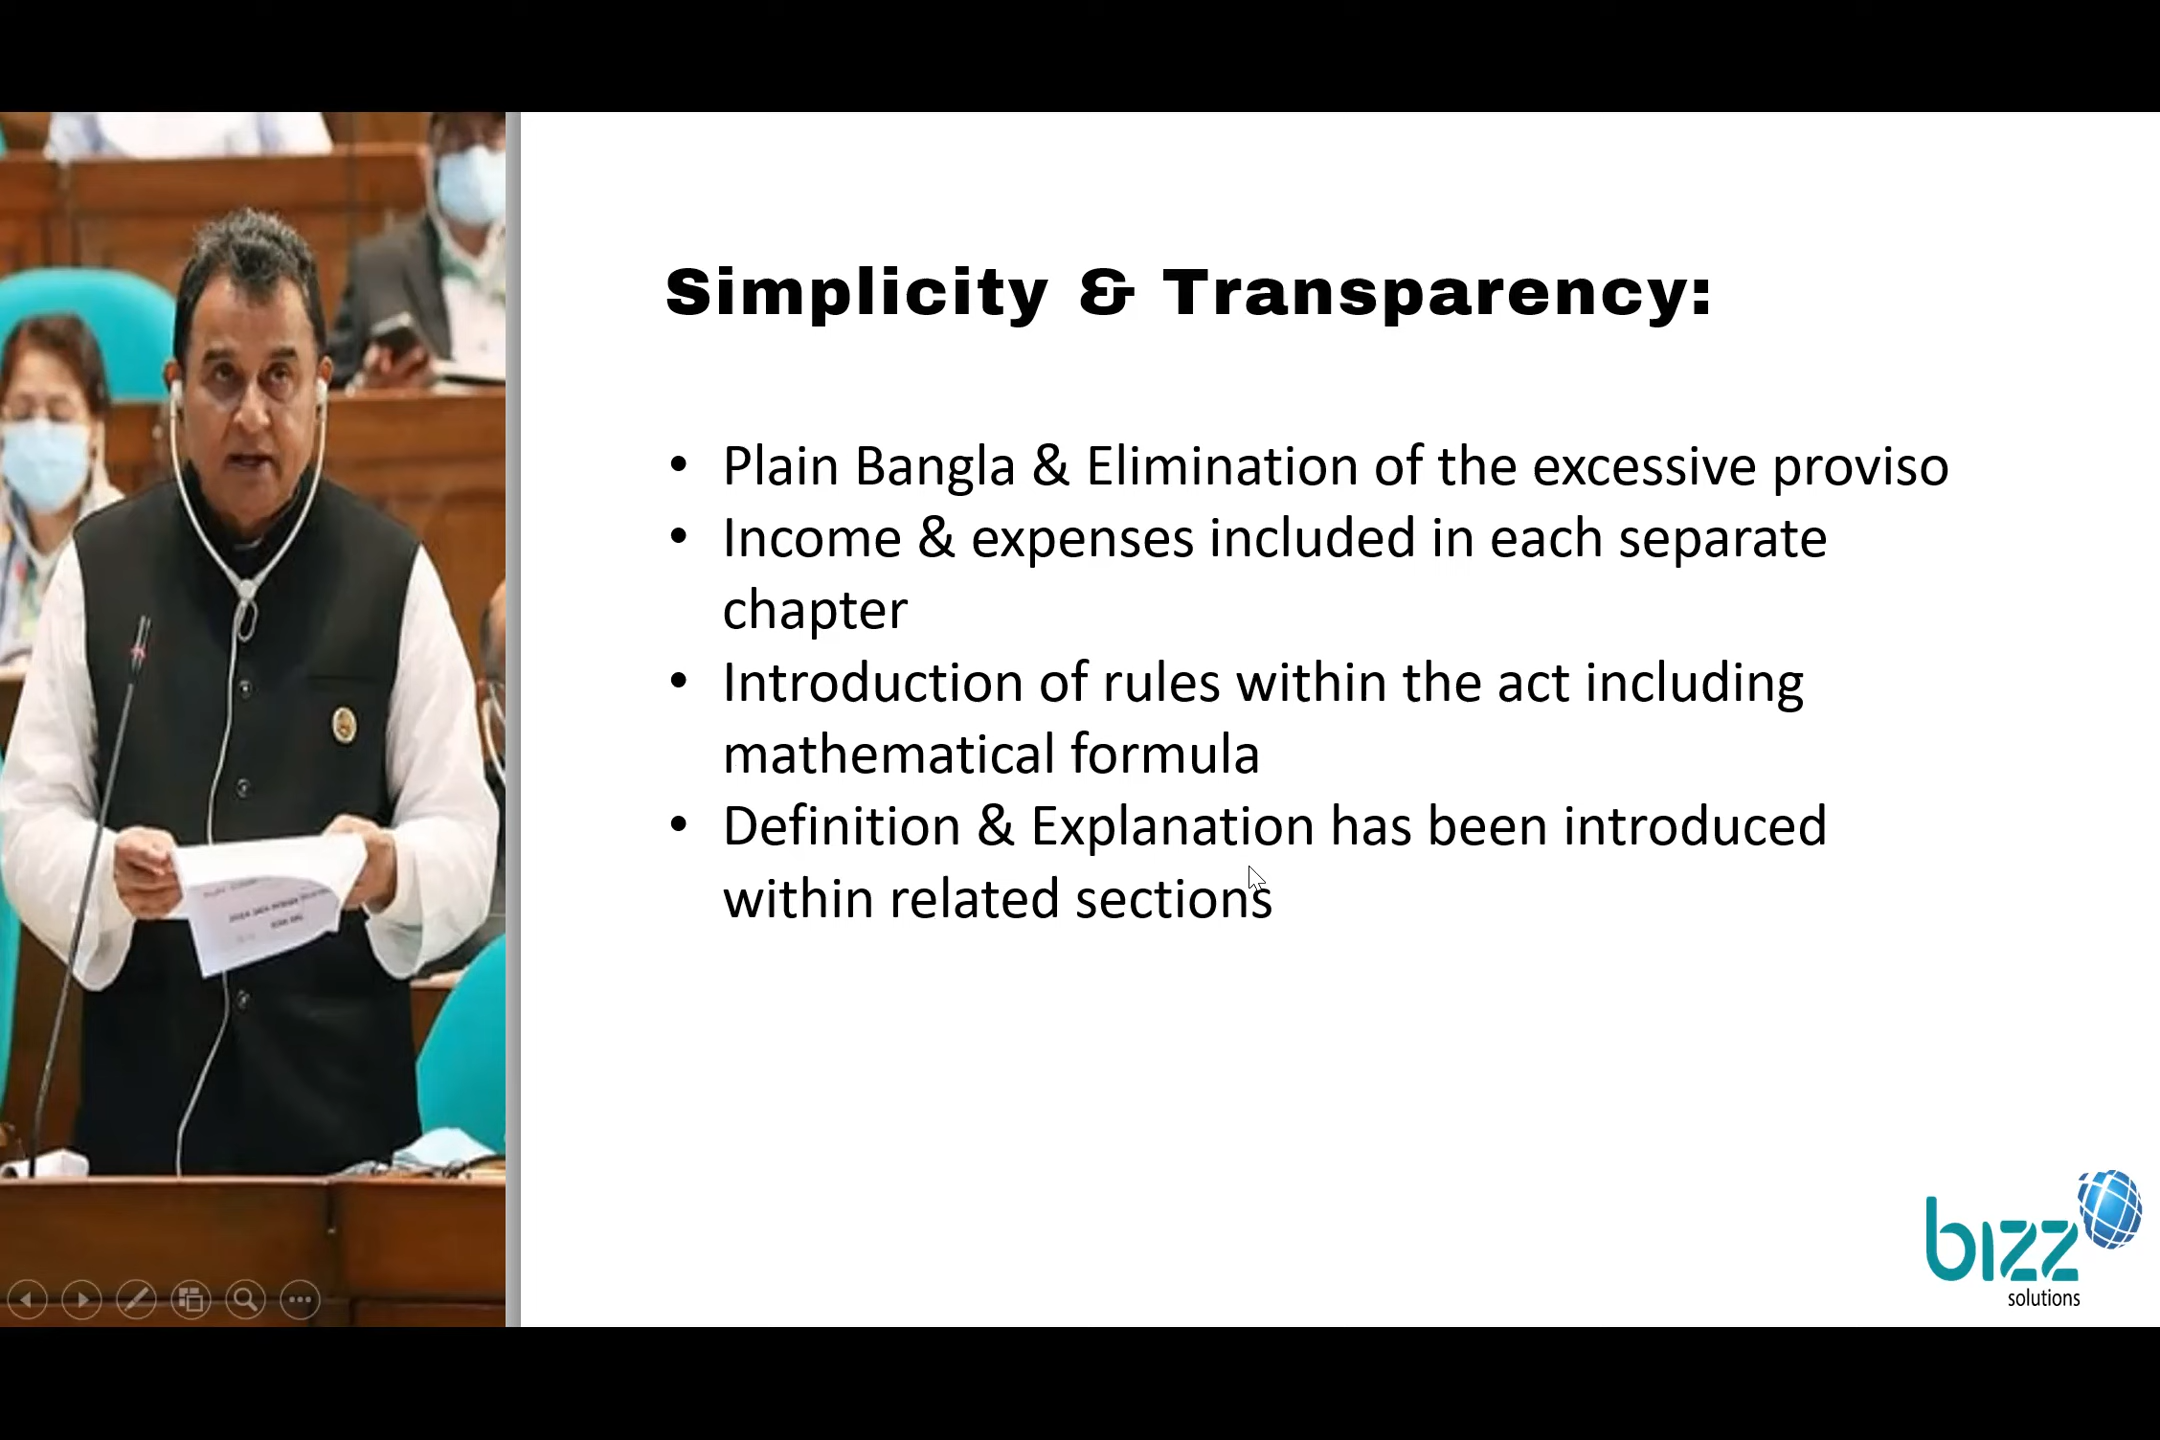 Simplicity & Transparency:
• Plain Bangla & Elimination of the excessive proviso
• Income & expenses included in each separate
chapter
• Introduction of rules within the act including
mathematical formula
• Definition & Explanation has been introduced
within related sections
bizz
solutions